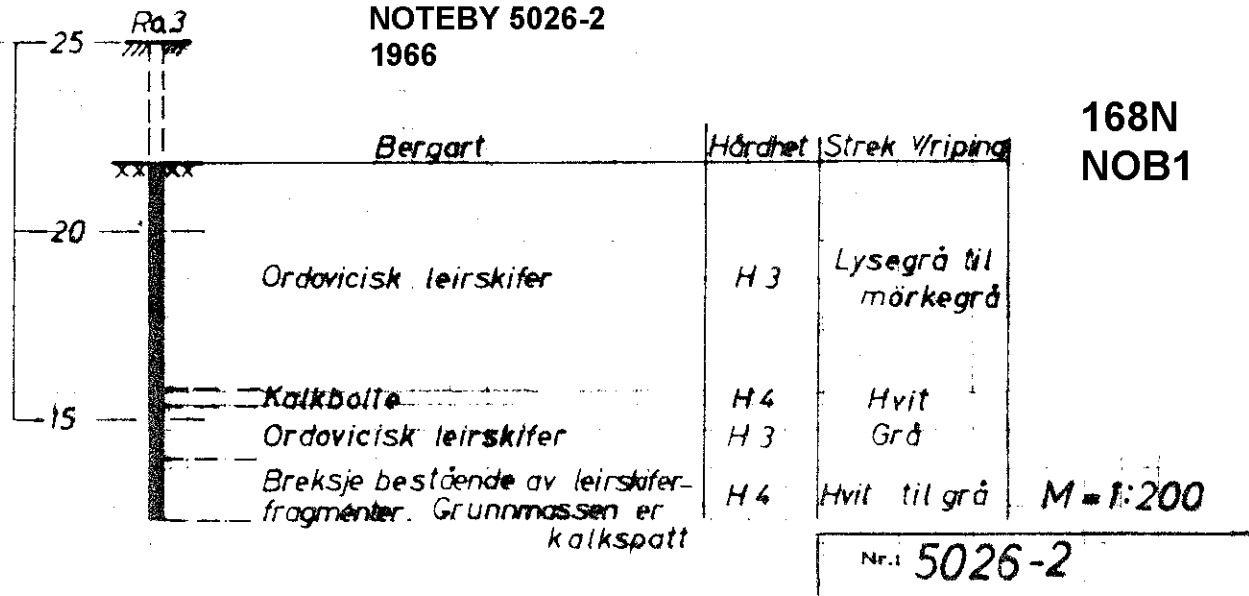 Ra.3
NOTEBY 5026-2
1966
25
168N
NOB1
Bergart Hårdhet Strek v/riping
20
Ordovicisk leirskifer H 3 Lysegrå til
mörkegrå
Kalkbolle H 4 Hvit
15
Ordovicisk leirskifer H 3 Grå
Breksje bestående av leirskifer-
fragmenter. Grunnmassen er
kalkspatt
H 4 Hvit til grå
M = 1:200
Nr.: 5026-2